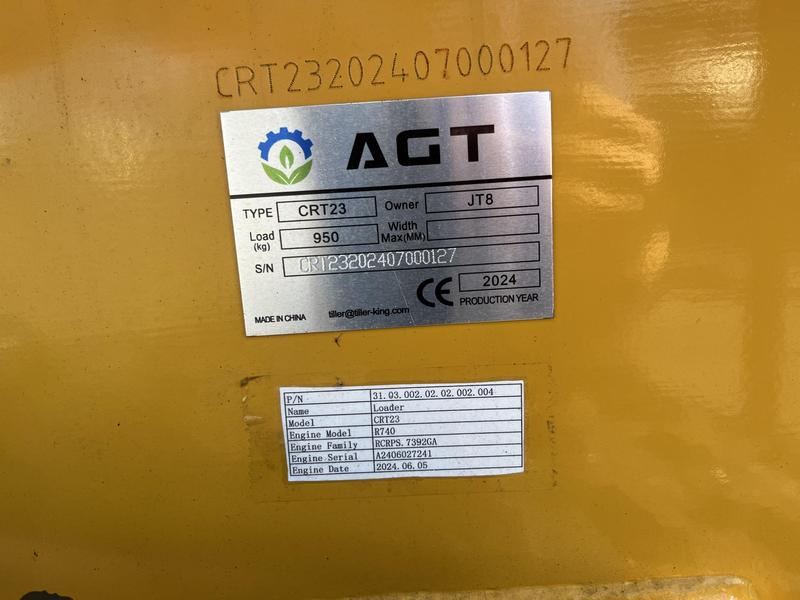 CRT23202407000127
AGT
TYPE CRT23 Owner JT8
Load (kg) 950 Width Max(MM)
S/N CRT23202407000127
CE 2024
PRODUCTION YEAR
MADE IN CHINA tiller@tiller-king.com
P/N 31.03.002.02.02.002.004
Name Loader
Model CRT23
Engine Model R740
Engine Family RCRPS.7392GA
Engine Serial A2406027241
Engine Date 2024.06.05